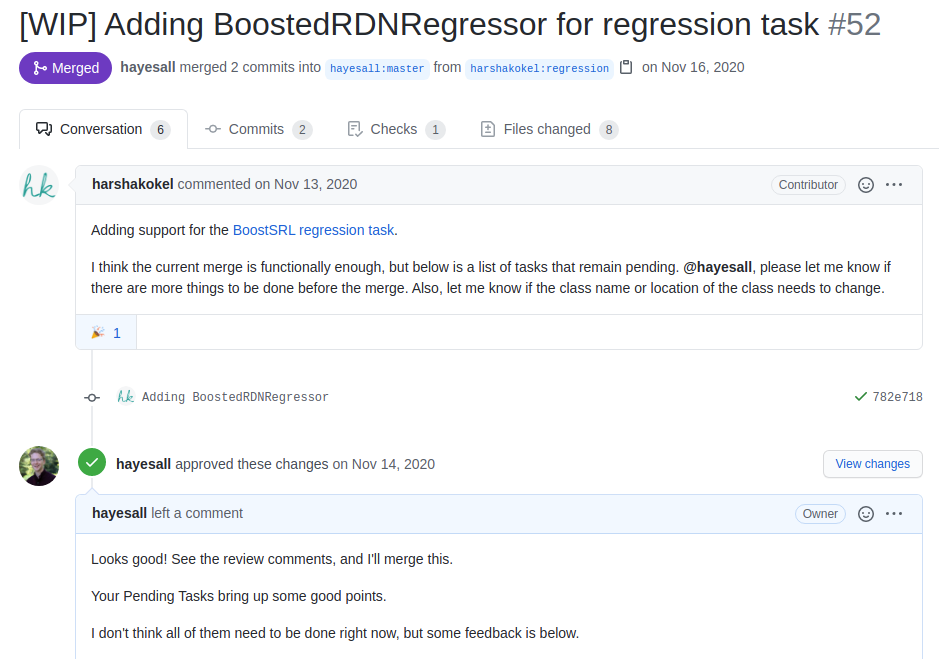 [WIP] Adding BoostedRDNRegressor for regression task #52
Merged hayesall merged 2 commits into hayesall:master from harshakokel:regression on Nov 16, 2020
Conversation 6 Commits 2 Checks 1 Files changed 8
hk harshakokel commented on Nov 13, 2020 Contributor
Adding support for the BoostSRL regression task.
I think the current merge is functionally enough, but below is a list of tasks that remain pending. @hayesall, please let me know if
there are more things to be done before the merge. Also, let me know if the class name or location of the class needs to change.
1
hk Adding BoostedRDNRegressor 782e718
hayesall approved these changes on Nov 14, 2020 View changes
hayesall left a comment Owner
Looks good! See the review comments, and I'll merge this.
Your Pending Tasks bring up some good points.
I don't think all of them need to be done right now, but some feedback is below.